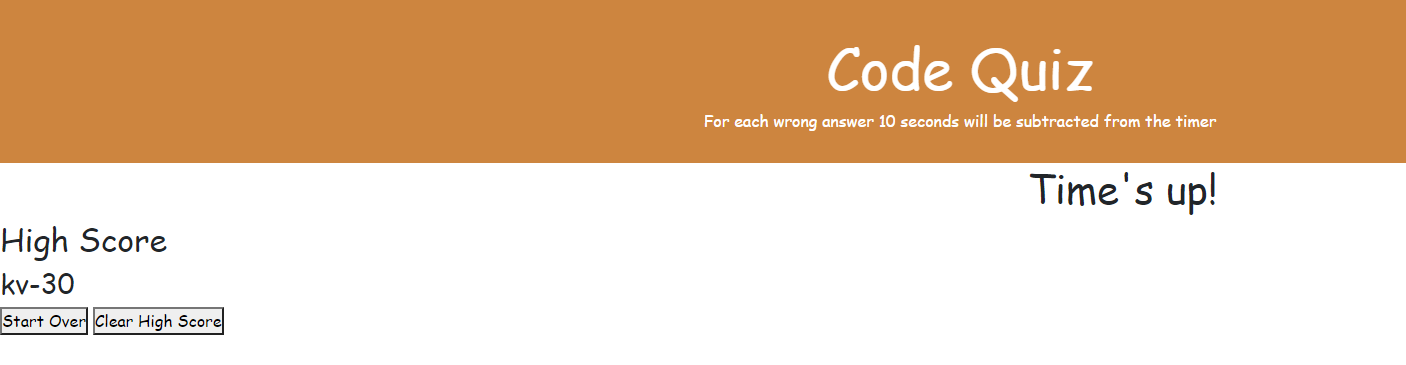 Code Quiz
For each wrong answer 10 seconds will be subtracted from the timer
Time's up!
High Score
kv-30
Start Over Clear High Score